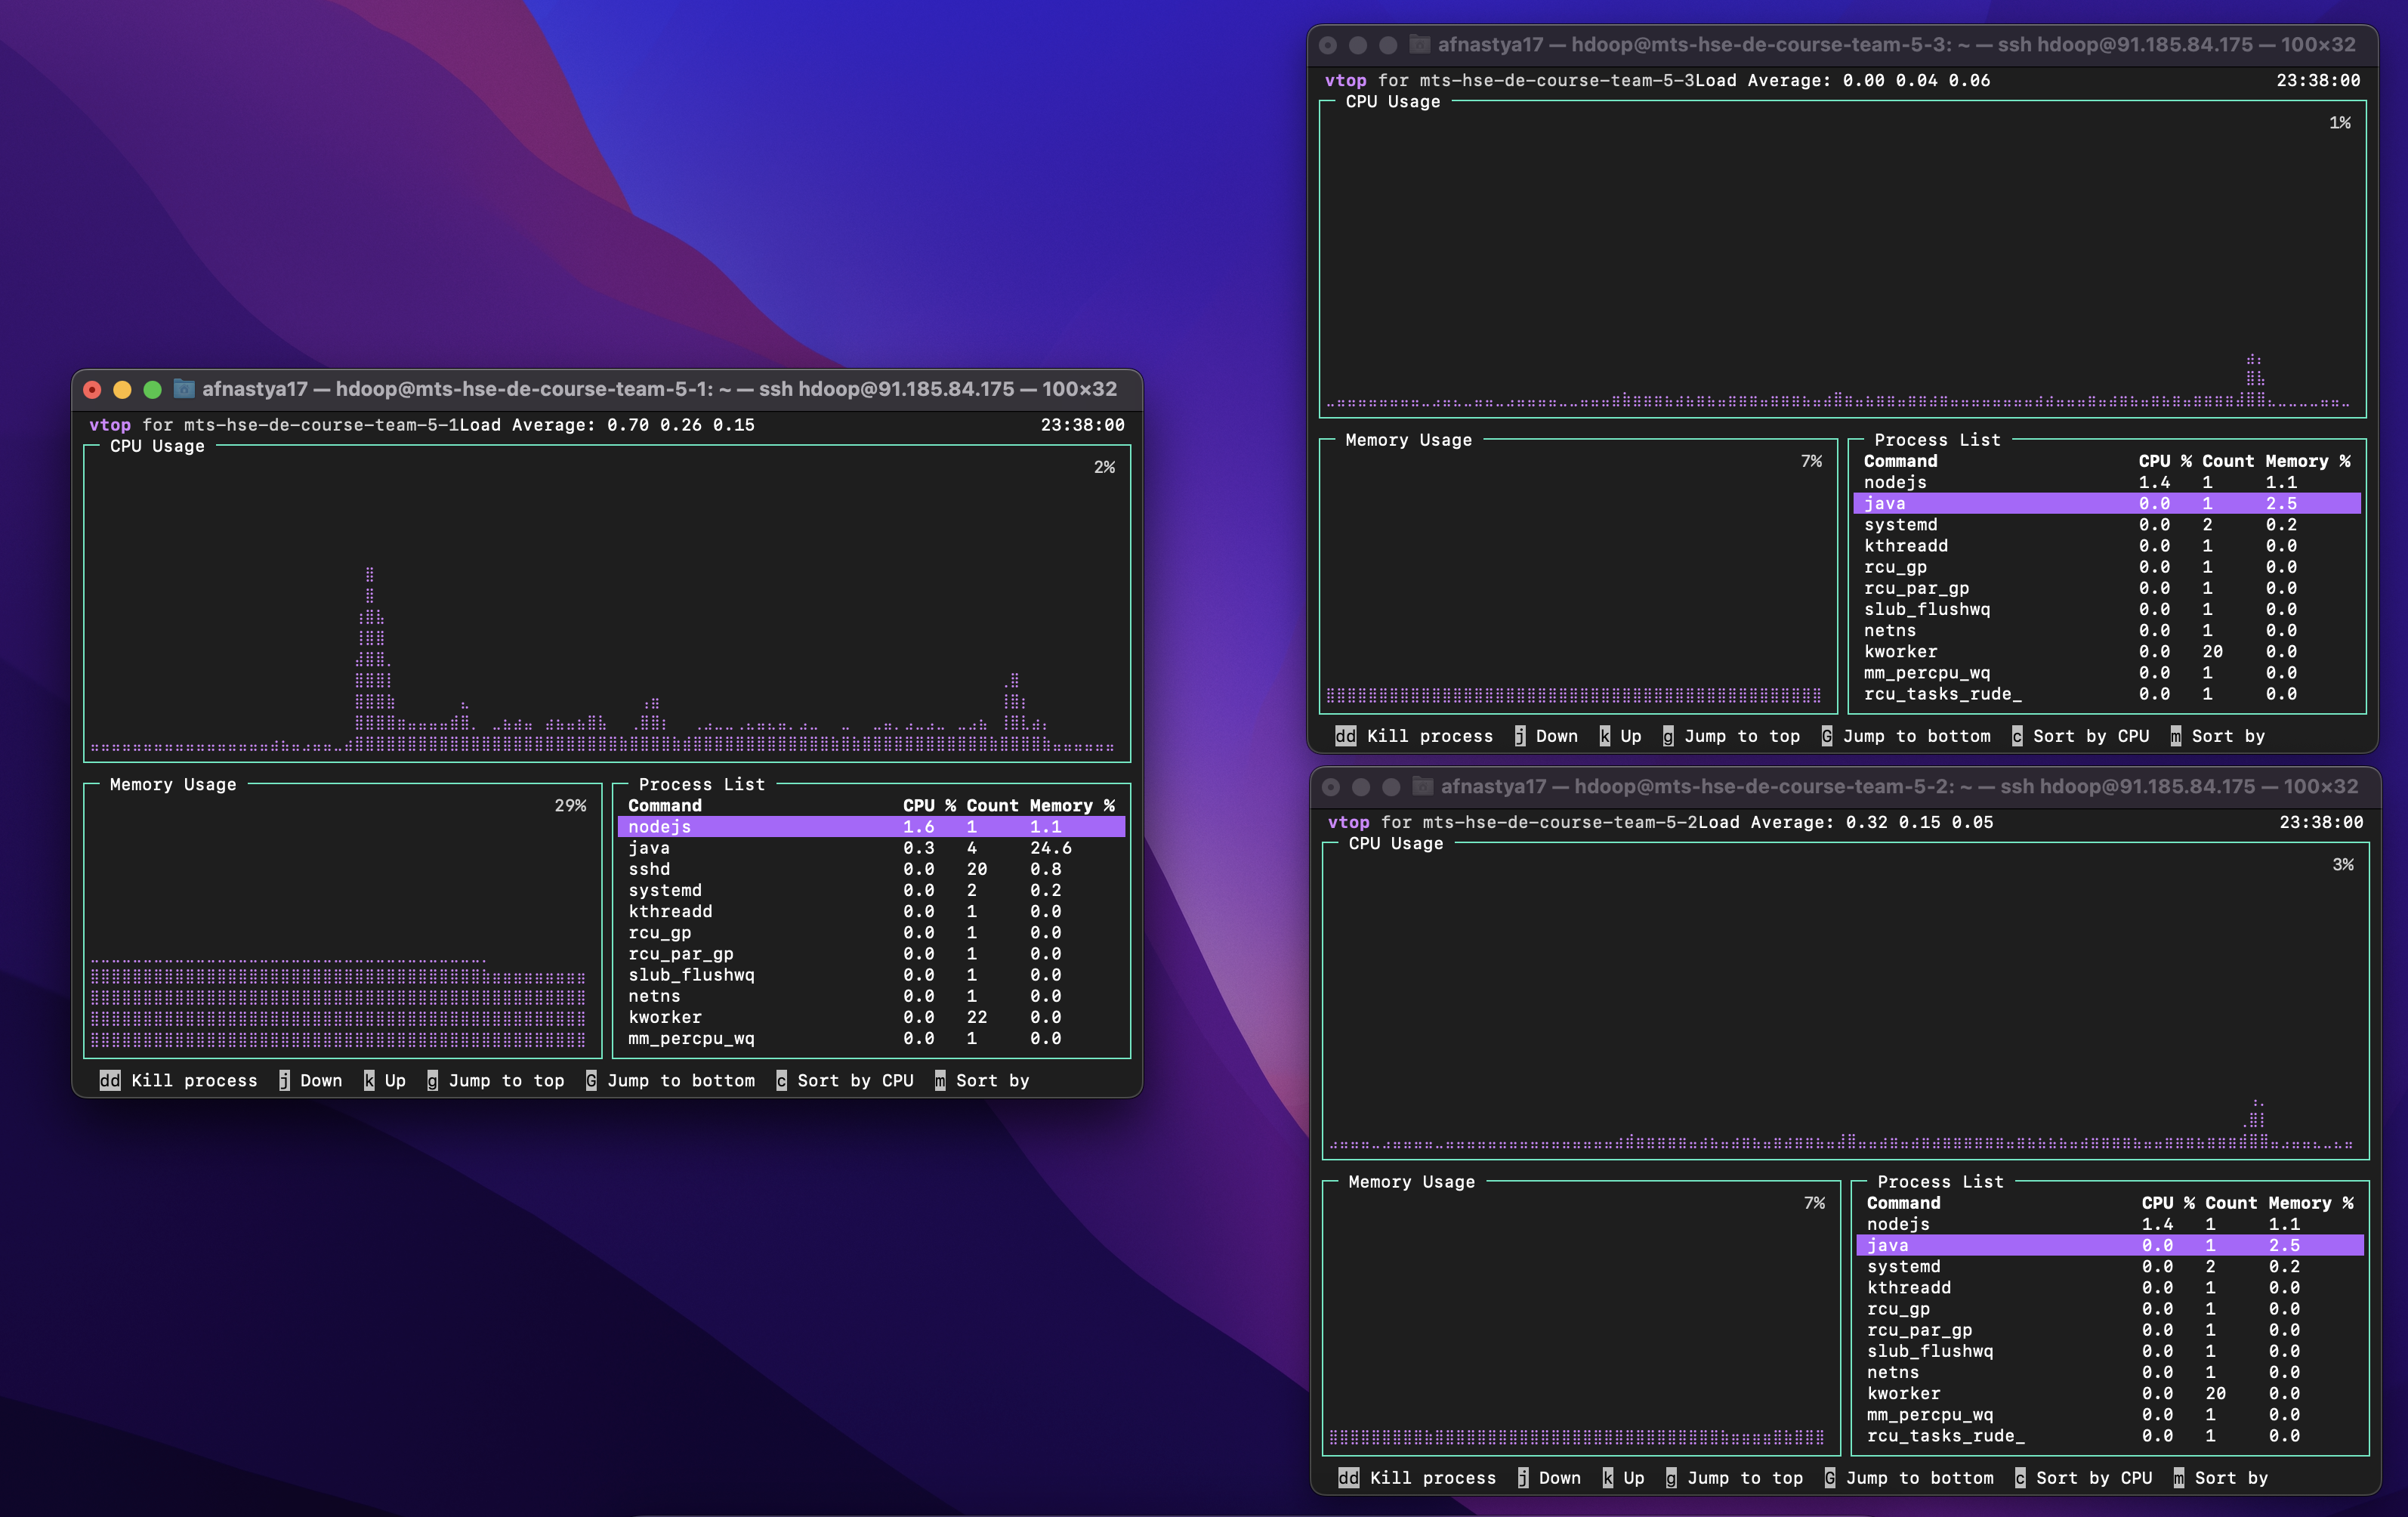 afnastya17 — hdoop@mts-hse-de-course-team-5-1: ~ — ssh hdoop@91.185.84.175 — 100×32
vtop for mts-hse-de-course-team-5-1Load Average: 0.70 0.26 0.15 23:38:00
CPU Usage
2%
Memory Usage
29%
Process List
Command CPU % Count Memory %
nodejs 1.6 1 1.1
java 0.3 4 24.6
sshd 0.0 20 0.8
systemd 0.0 2 0.2
kthreadd 0.0 1 0.0
rcu_gp 0.0 1 0.0
rcu_par_gp 0.0 1 0.0
slub_flushwq 0.0 1 0.0
netns 0.0 1 0.0
kworker 0.0 22 0.0
mm_percpu_wq 0.0 1 0.0
dd Kill process j Down k Up g Jump to top G Jump to bottom c Sort by CPU m Sort by
afnastya17 — hdoop@mts-hse-de-course-team-5-3: ~ — ssh hdoop@91.185.84.175 — 100×32
vtop for mts-hse-de-course-team-5-3Load Average: 0.00 0.04 0.06 23:38:00
CPU Usage
1%
Memory Usage
7%
Process List
Command CPU % Count Memory %
nodejs 1.4 1 1.1
java 0.0 1 2.5
systemd 0.0 2 0.2
kthreadd 0.0 1 0.0
rcu_gp 0.0 1 0.0
rcu_par_gp 0.0 1 0.0
slub_flushwq 0.0 1 0.0
netns 0.0 1 0.0
kworker 0.0 20 0.0
mm_percpu_wq 0.0 1 0.0
rcu_tasks_rude_ 0.0 1 0.0
dd Kill process j Down k Up g Jump to top G Jump to bottom c Sort by CPU m Sort by
afnastya17 — hdoop@mts-hse-de-course-team-5-2: ~ — ssh hdoop@91.185.84.175 — 100×32
vtop for mts-hse-de-course-team-5-2Load Average: 0.32 0.15 0.05 23:38:00
CPU Usage
3%
Memory Usage
7%
Process List
Command CPU % Count Memory %
nodejs 1.4 1 1.1
java 0.0 1 2.5
systemd 0.0 2 0.2
kthreadd 0.0 1 0.0
rcu_gp 0.0 1 0.0
rcu_par_gp 0.0 1 0.0
slub_flushwq 0.0 1 0.0
netns 0.0 1 0.0
kworker 0.0 20 0.0
mm_percpu_wq 0.0 1 0.0
rcu_tasks_rude_ 0.0 1 0.0
dd Kill process j Down k Up g Jump to top G Jump to bottom c Sort by CPU m Sort by